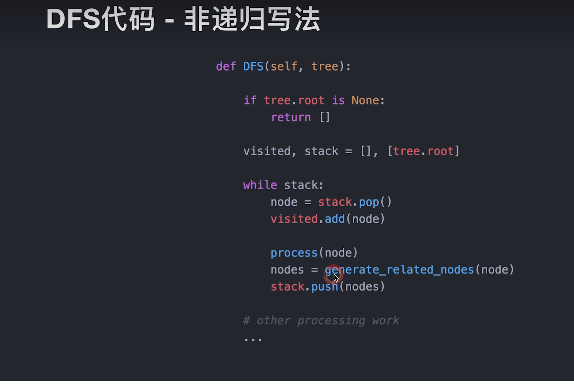 DFS代码 - 非递归写法
def DFS(self, tree):
if tree.root is None:
return []
visited, stack = [], [tree.root]
while stack:
node = stack.pop()
visited.add(node)
process(node)
nodes = generate_related_nodes(node)
stack.push(nodes)
# other processing work
...